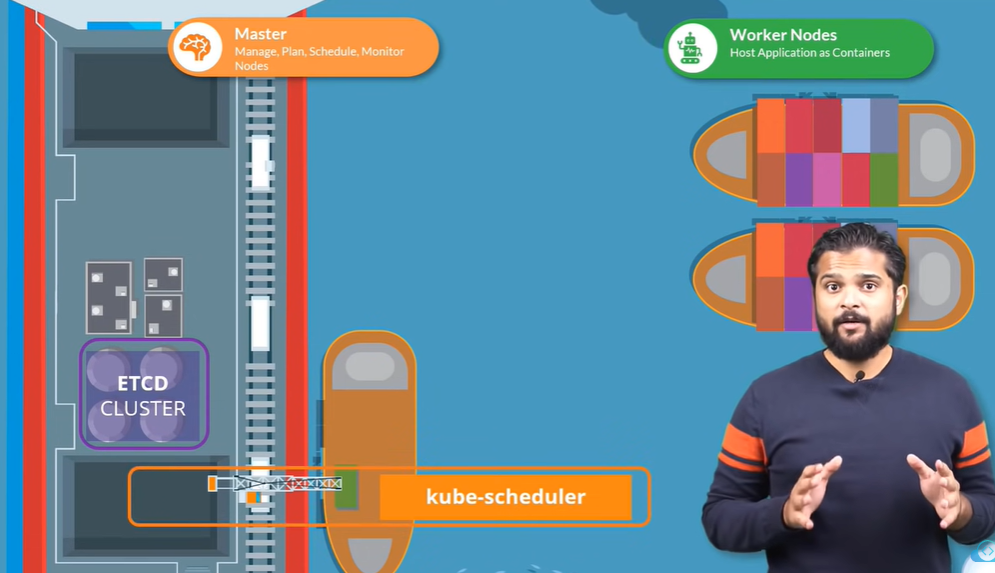 Master
Manage, Plan, Schedule, Monitor
Nodes
Worker Nodes
Host Application as Containers
ETCD
CLUSTER
kube-scheduler